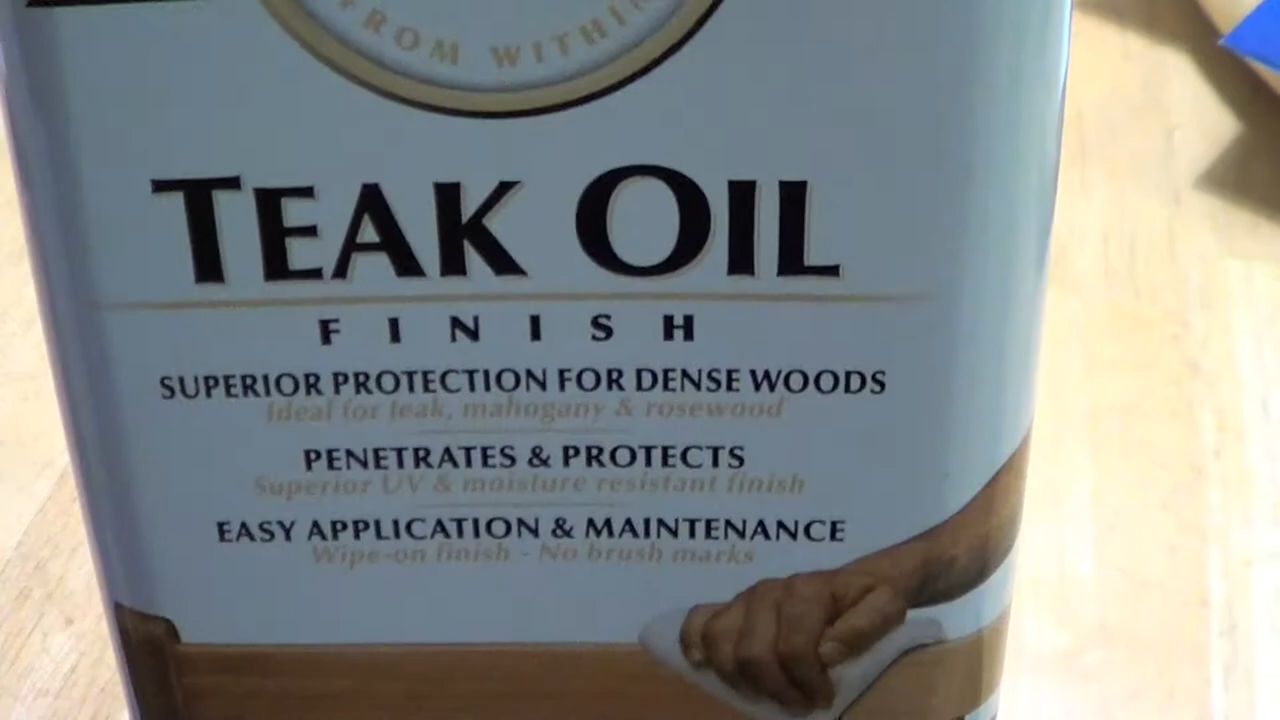 FROM WITHIN
TEAK OIL
FINISH
SUPERIOR PROTECTION FOR DENSE WOODS
Ideal for teak, mahogany & rosewood
PENETRATES & PROTECTS
Superior UV & moisture resistant finish
EASY APPLICATION & MAINTENANCE
Wipe-on finish - No brush marks